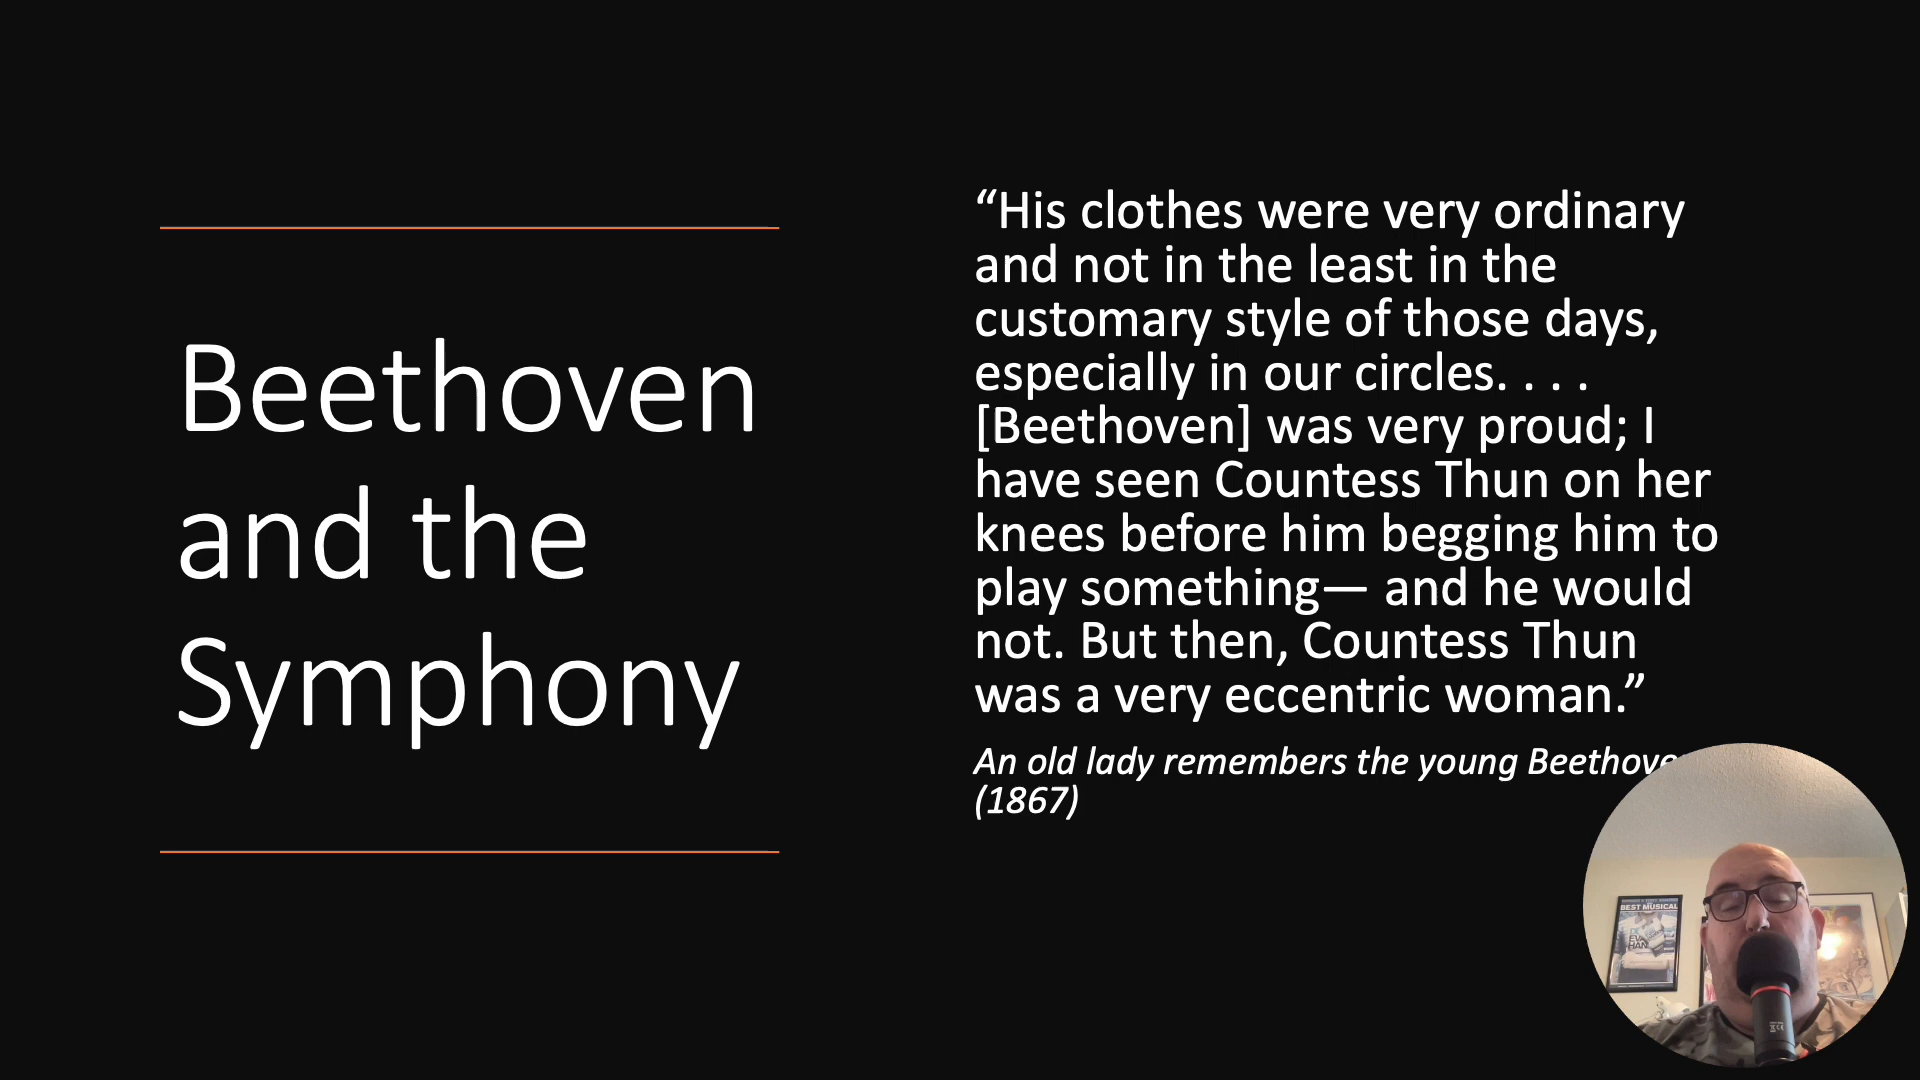 Beethoven
and the
Symphony
“His clothes were very ordinary
and not in the least in the
customary style of those days,
especially in our circles. . . .
[Beethoven] was very proud; I
have seen Countess Thun on her
knees before him begging him to
play something— and he would
not. But then, Countess Thun
was a very eccentric woman.”
An old lady remembers the young
(1867)
BEST MUSICAL